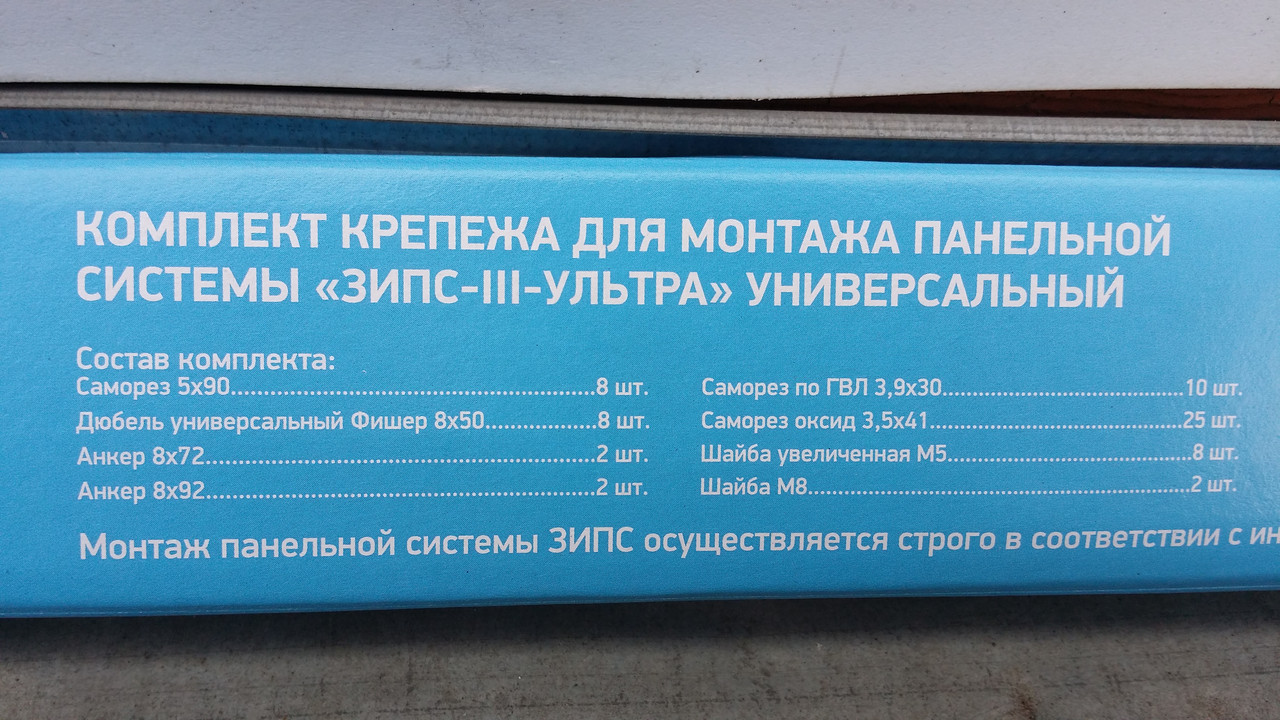 КОМПЛЕКТ КРЕПЕЖА ДЛЯ МОНТАЖА ПАНЕЛЬНОЙ
СИСТЕМЫ «ЗИПС-III-УЛЬТРА» УНИВЕРСАЛЬНЫЙ
Состав комплекта:
Саморез 5х90.......................................................8 шт.
Дюбель универсальный Фишер 8х50.................8 шт.
Анкер 8х72...........................................................2 шт.
Анкер 8х92...........................................................2 шт.
Саморез по ГВЛ 3,9х30.....................................10 шт.
Саморез оксид 3,5х41.......................................25 шт.
Шайба увеличенная М5.....................................8 шт.
Шайба М8...........................................................2 шт.
Монтаж панельной системы ЗИПС осуществляется строго в соответствии с